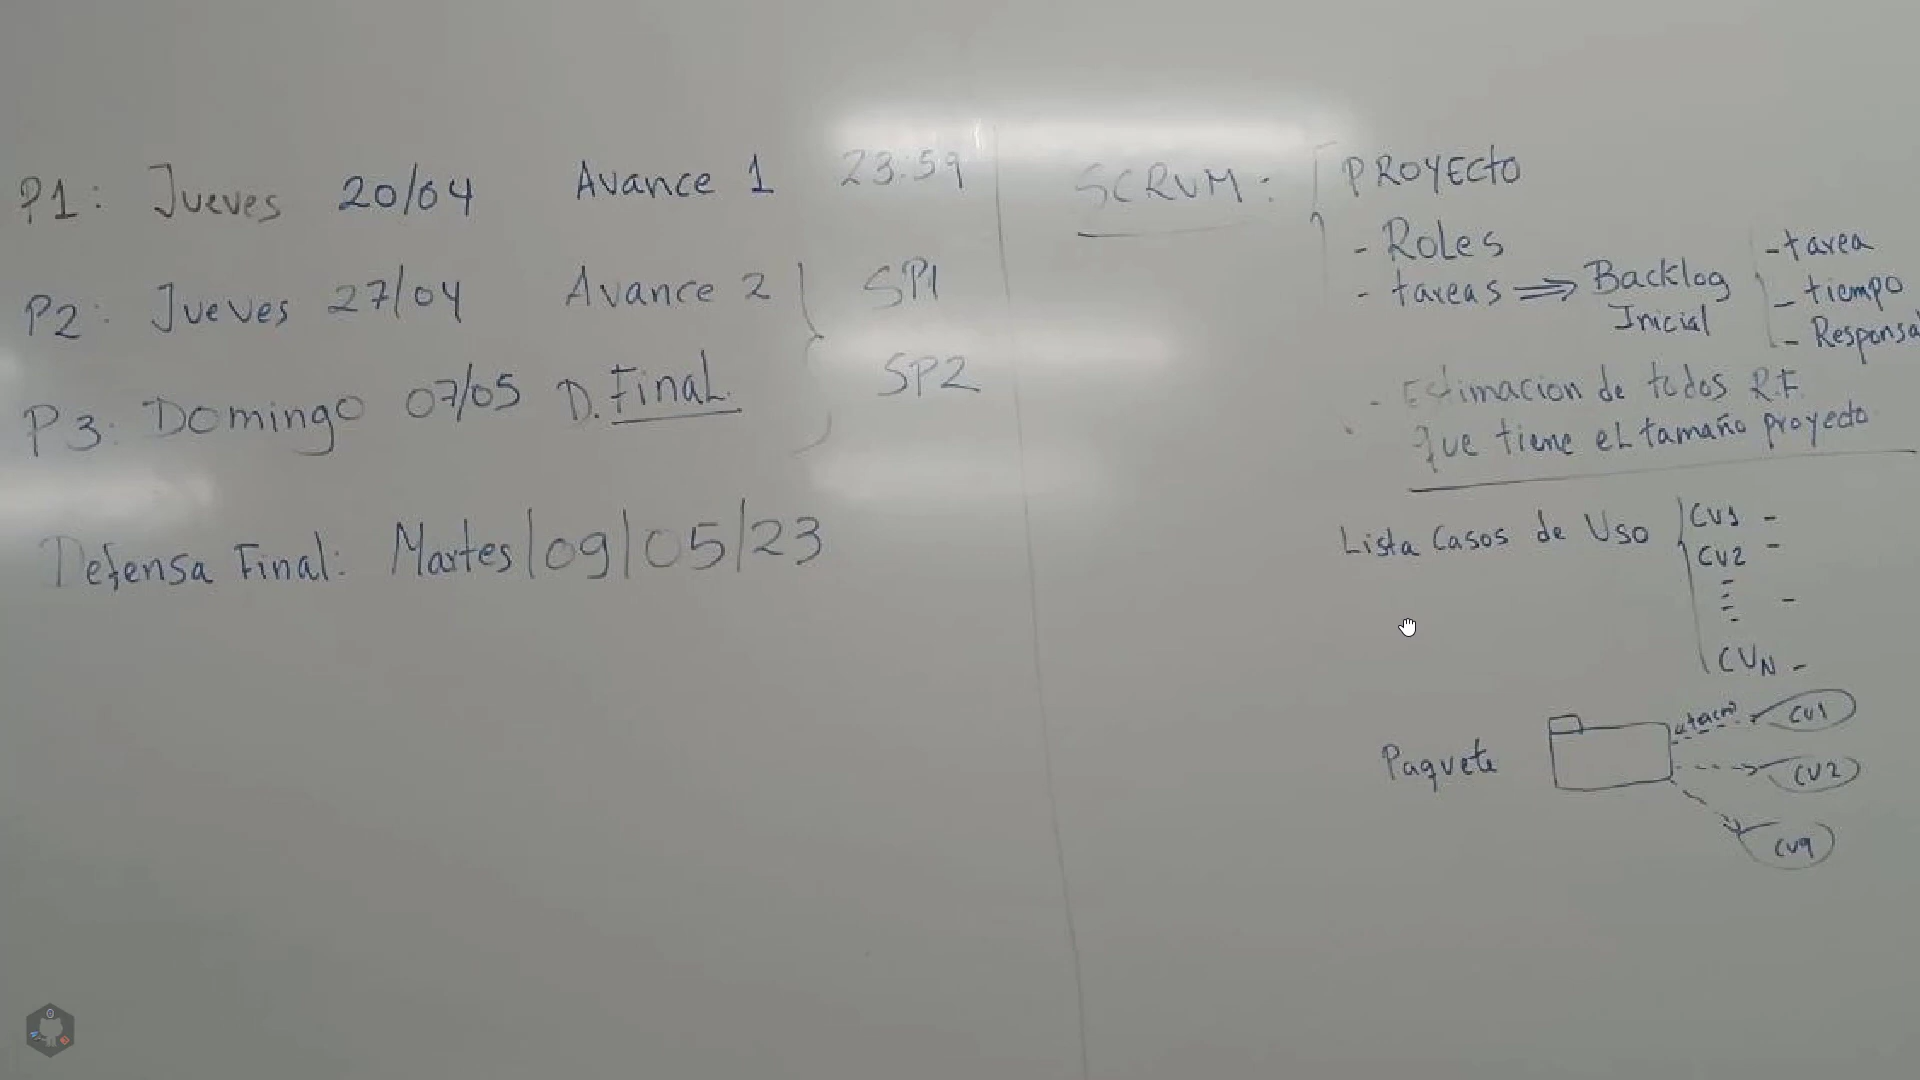 P1: Jueves 20/04 Avance 1 23:59
P2: Jueves 27/04 Avance 2 SP1
P3: Domingo 07/05 D. Final. SP2
Defensa Final: Martes/09/05/23
SCRUM: PROYECTO
- Roles
- tareas ⇒ Backlog
Inicial
- tarea
- tiempo
- Responsa
- Estimacion de todos R.F.
que tiene el tamaño proyecto
Lista Casos de Uso
CU1 -
CU2 -
CUN -
Paquete
CU1
CU2
CU9